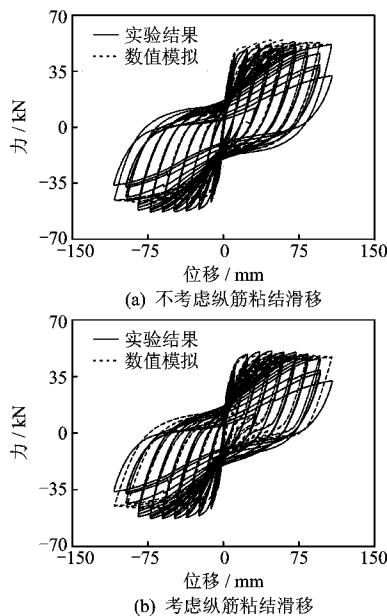 70
35
0
-35
-70
力 / kN
实验结果
数值模拟
-150
-75
0
75
150
位移 / mm
(a) 不考虑纵筋粘结滑移
70
35
0
-35
-70
力 / kN
实验结果
数值模拟
-150
-75
0
75
150
位移 / mm
(b) 考虑纵筋粘结滑移